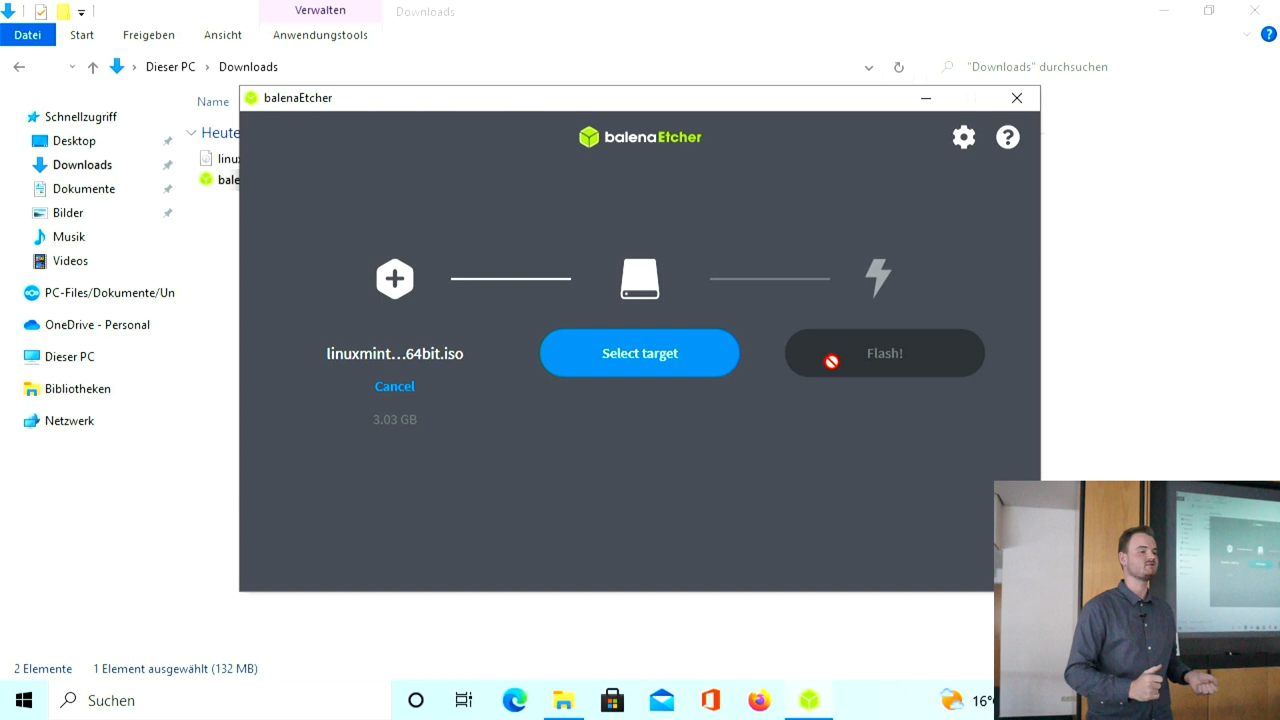 Verwalten
Downloads
Datei
Start
Freigeben
Ansicht
Anwendungstools
Dieser PC
Downloads
"Downloads" durchsuchen
Name
Heute
linu
bale
Schnellzugriff
Desktop
Downloads
Dokumente
Bilder
Musik
Videos
PC-Files/Dokumente/Un
OneDrive - Personal
Dieser PC
Bibliotheken
Netzwerk
balenaEtcher
balenaEtcher
linuxmint...64bit.iso
Cancel
3.03 GB
Select target
Flash!
2 Elemente
1 Element ausgewählt (132 MB)
Suchen
16°